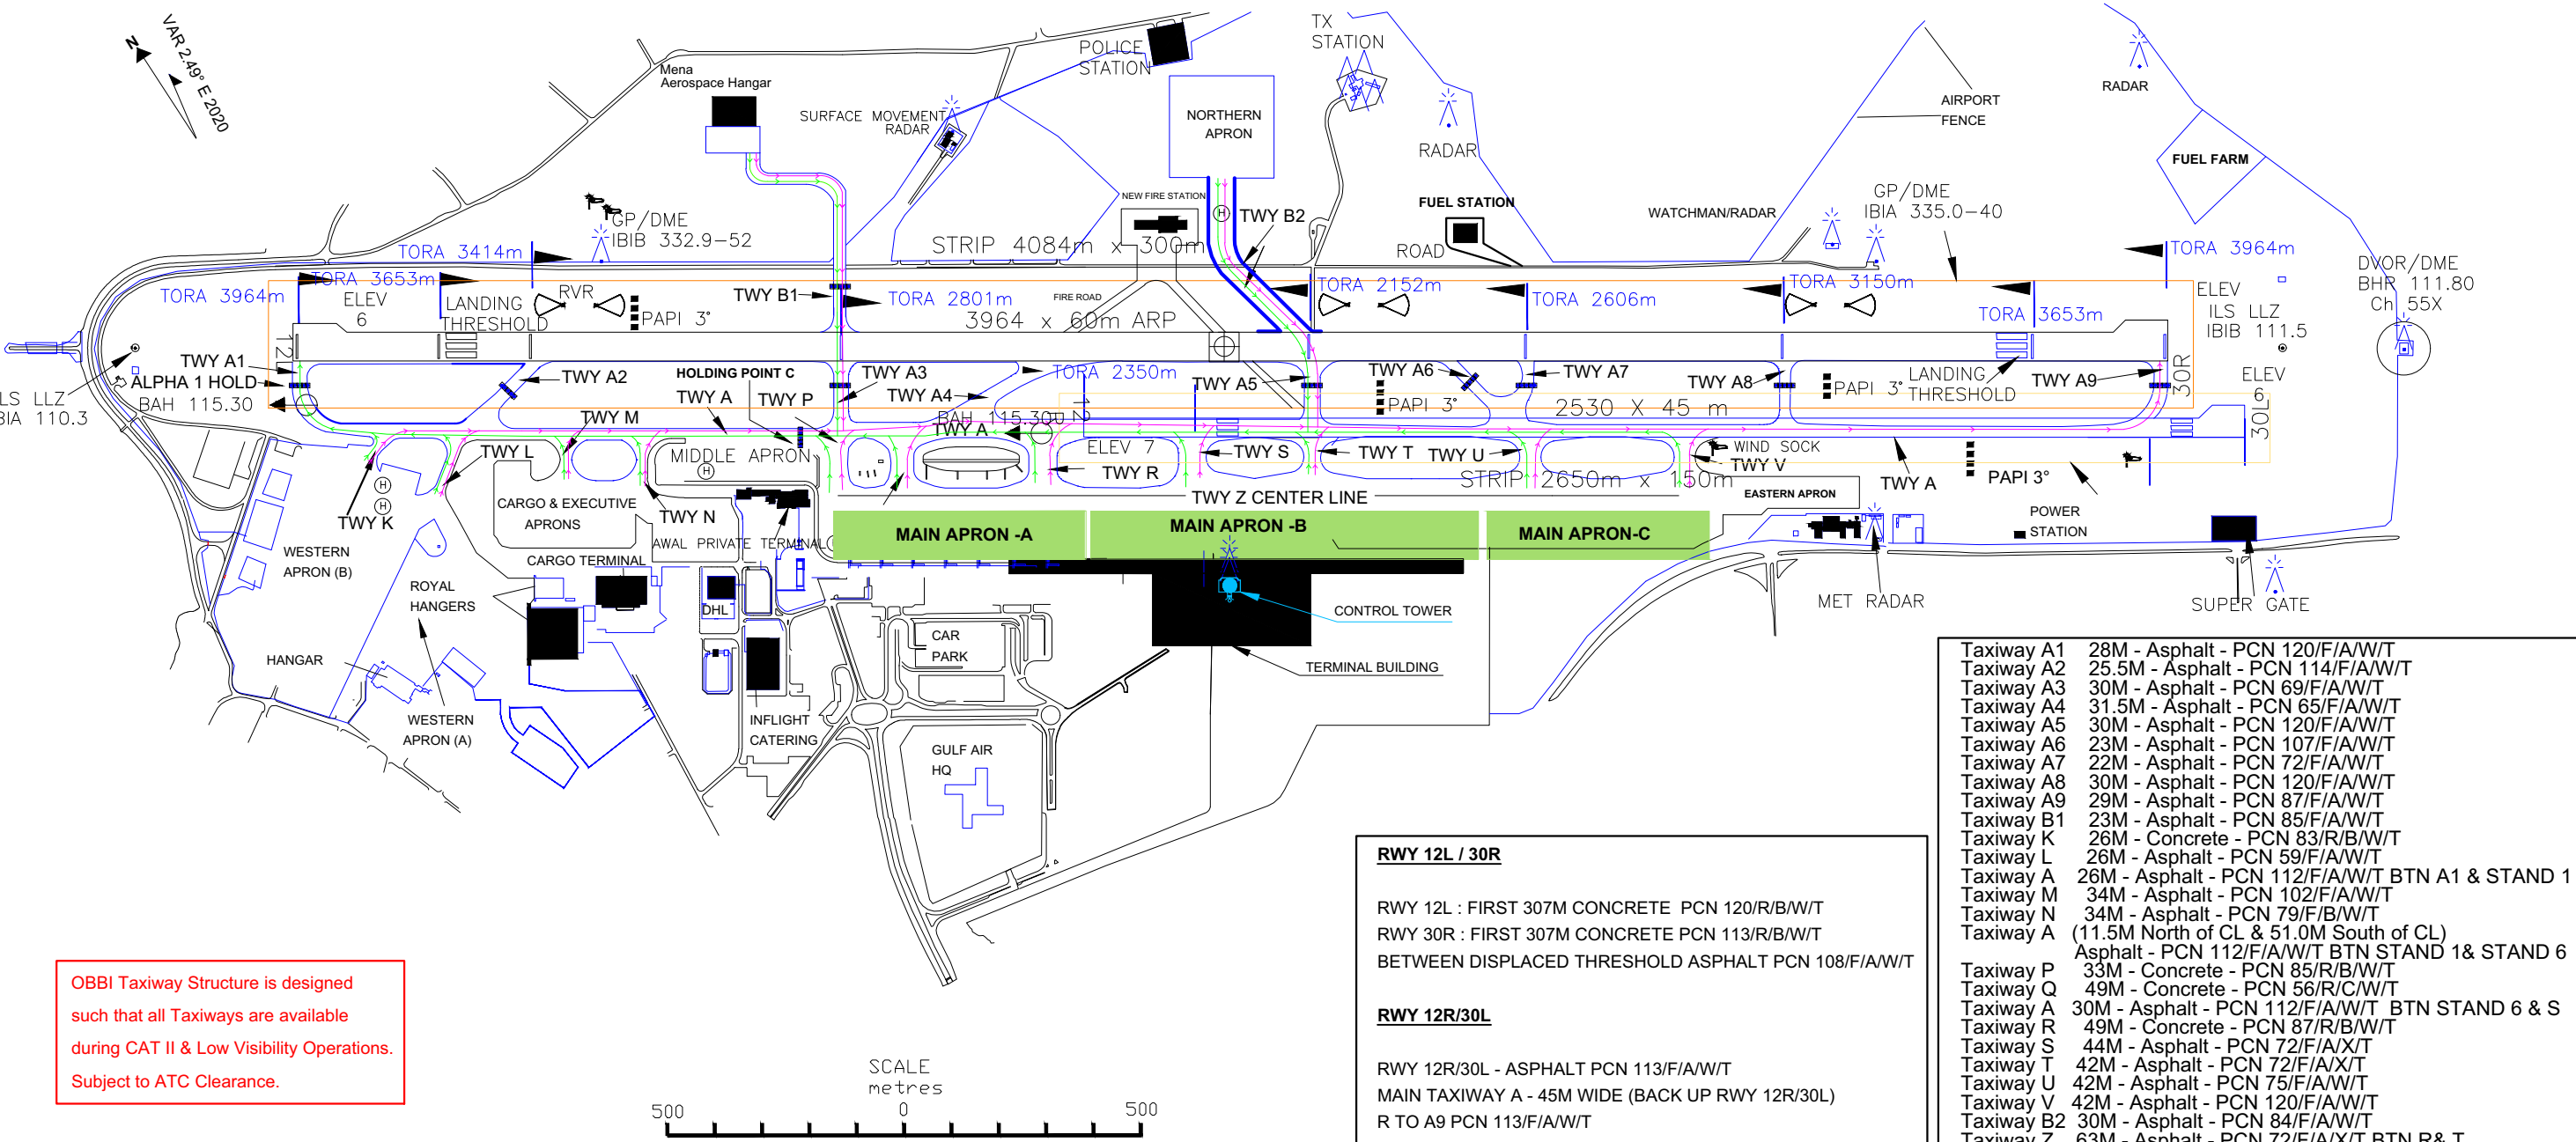 VAR 2.49° E 2020
N
Mena
Aerospace Hangar
POLICE
STATION
TX
STATION
SURFACE MOVEMENT
RADAR
NORTHERN
APRON
RADAR
AIRPORT
FENCE
RADAR
FUEL FARM
NEW FIRE STATION
H
TWY B2
FUEL STATION
WATCHMAN/RADAR
GP/DME
IBIA 335.0-40
GP/DME
IBIB 332.9-52
TORA 3414m
STRIP 4084m x 300m
ROAD
TORA 3964m
DVOR/DME
BHR 111.80
Ch 55X
TORA 3653m
TORA 3964m
ELEV
6
LANDING
THRESHOLD
RVR
PAPI 3°
TWY B1
TORA 2801m
FIRE ROAD
3964 x 60m ARP
TORA 2152m
TORA 2606m
TORA 3150m
TORA 3653m
ELEV
ILS LLZ
IBIB 111.5
12L
TWY A1
ALPHA 1 HOLD
BAH 115.30
LS LLZ
BIA 110.3
TWY A2
HOLDING POINT C
TWY A
TWY P
TWY A3
TWY A4
TORA 2350m
TWY A5
TWY A6
PAPI 3°
TWY A7
TWY A8
PAPI 3°
LANDING
THRESHOLD
TWY A9
30R
ELEV
6
30L
TWY M
BAH 115.30
12
TWY A
2530 X 45 m
TWY L
MIDDLE APRON
H
ELEV 7
TWY R
TWY S
TWY T
TWY U
WIND SOCK
TWY V
STRIP 2650m x 150m
TWY A
PAPI 3°
H
H
TWY K
CARGO & EXECUTIVE
APRONS
TWY N
TWY Z CENTER LINE
EASTERN APRON
POWER
STATION
AWAL PRIVATE TERMINAL
MAIN APRON -A
MAIN APRON -B
MAIN APRON-C
WESTERN
APRON (B)
CARGO TERMINAL
ROYAL
HANGERS
DHL
CONTROL TOWER
MET RADAR
SUPER GATE
CAR
PARK
HANGAR
TERMINAL BUILDING
WESTERN
APRON (A)
INFLIGHT
CATERING
GULF AIR
HQ
Taxiway A1 28M - Asphalt - PCN 120/F/A/W/T
Taxiway A2 25.5M - Asphalt - PCN 114/F/A/W/T
Taxiway A3 30M - Asphalt - PCN 69/F/A/W/T
Taxiway A4 31.5M - Asphalt - PCN 65/F/A/W/T
Taxiway A5 30M - Asphalt - PCN 120/F/A/W/T
Taxiway A6 23M - Asphalt - PCN 107/F/A/W/T
Taxiway A7 22M - Asphalt - PCN 72/F/A/W/T
Taxiway A8 30M - Asphalt - PCN 120/F/A/W/T
Taxiway A9 29M - Asphalt - PCN 87/F/A/W/T
Taxiway B1 23M - Asphalt - PCN 85/F/A/W/T
Taxiway K 26M - Concrete - PCN 83/R/B/W/T
Taxiway L 26M - Asphalt - PCN 59/F/A/W/T
Taxiway A 26M - Asphalt - PCN 112/F/A/W/T BTN A1 & STAND 1
Taxiway M 34M - Asphalt - PCN 102/F/A/W/T
Taxiway N 34M - Asphalt - PCN 79/F/B/W/T
Taxiway A (11.5M North of CL & 51.0M South of CL)
Asphalt - PCN 112/F/A/W/T BTN STAND 1& STAND 6
Taxiway P 33M - Concrete - PCN 85/R/B/W/T
Taxiway Q 49M - Concrete - PCN 56/R/C/W/T
Taxiway A 30M - Asphalt - PCN 112/F/A/W/T BTN STAND 6 & S
Taxiway R 49M - Concrete - PCN 87/R/B/W/T
Taxiway S 44M - Asphalt - PCN 72/F/A/X/T
Taxiway T 42M - Asphalt - PCN 72/F/A/X/T
Taxiway U 42M - Asphalt - PCN 75/F/A/W/T
Taxiway V 42M - Asphalt - PCN 120/F/A/W/T
Taxiway B2 30M - Asphalt - PCN 84/F/A/W/T
Taxiway Z 63M - Asphalt - PCN 72/F/A/X/T BTN R& T
RWY 12L / 30R
RWY 12L : FIRST 307M CONCRETE PCN 120/R/B/W/T
RWY 30R : FIRST 307M CONCRETE PCN 113/R/B/W/T
BETWEEN DISPLACED THRESHOLD ASPHALT PCN 108/F/A/W/T
RWY 12R/30L
RWY 12R/30L - ASPHALT PCN 113/F/A/W/T
MAIN TAXIWAY A - 45M WIDE (BACK UP RWY 12R/30L)
R TO A9 PCN 113/F/A/W/T
OBBI Taxiway Structure is designed
such that all Taxiways are available
during CAT II & Low Visibility Operations.
Subject to ATC Clearance.
SCALE
metres
500 0 500